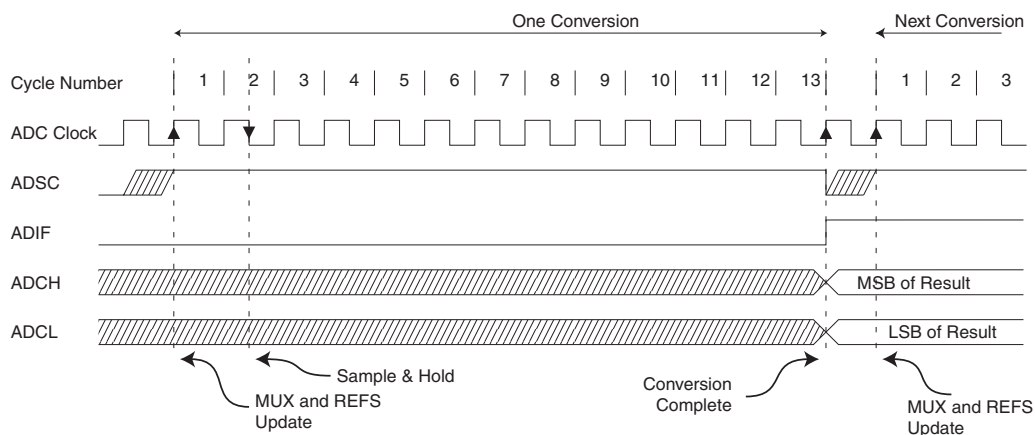 One Conversion Next Conversion
Cycle Number 1 2 3 4 5 6 7 8 9 10 11 12 13 1 2 3
ADC Clock
ADSC
ADIF
ADCH MSB of Result
ADCL LSB of Result
Sample & Hold
MUX and REFS
Update
Conversion
Complete
MUX and REFS
Update